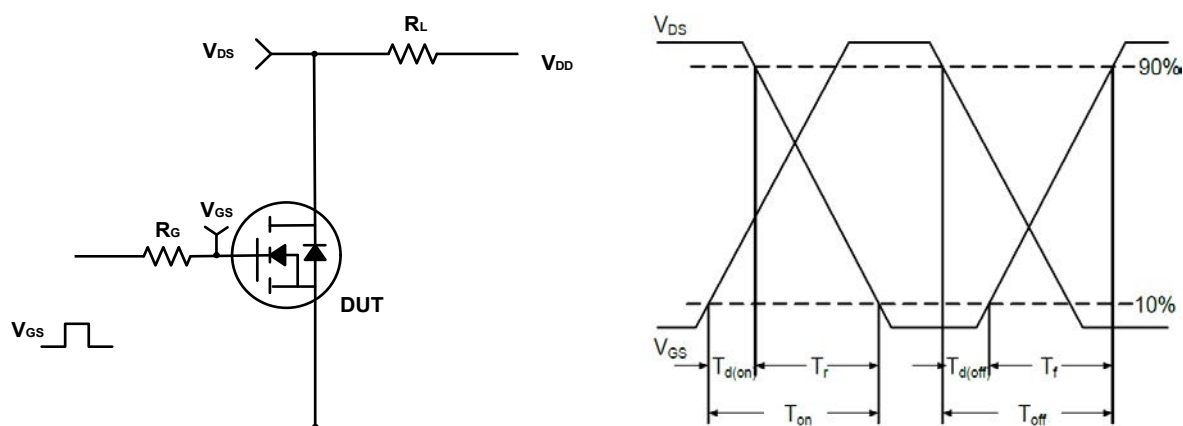 RL
VDS
VDD
VGS
RG
DUT
VGS
VDS
90%
10%
VGS
Td(on)
Tr
Td(off)
Tf
Ton
Toff